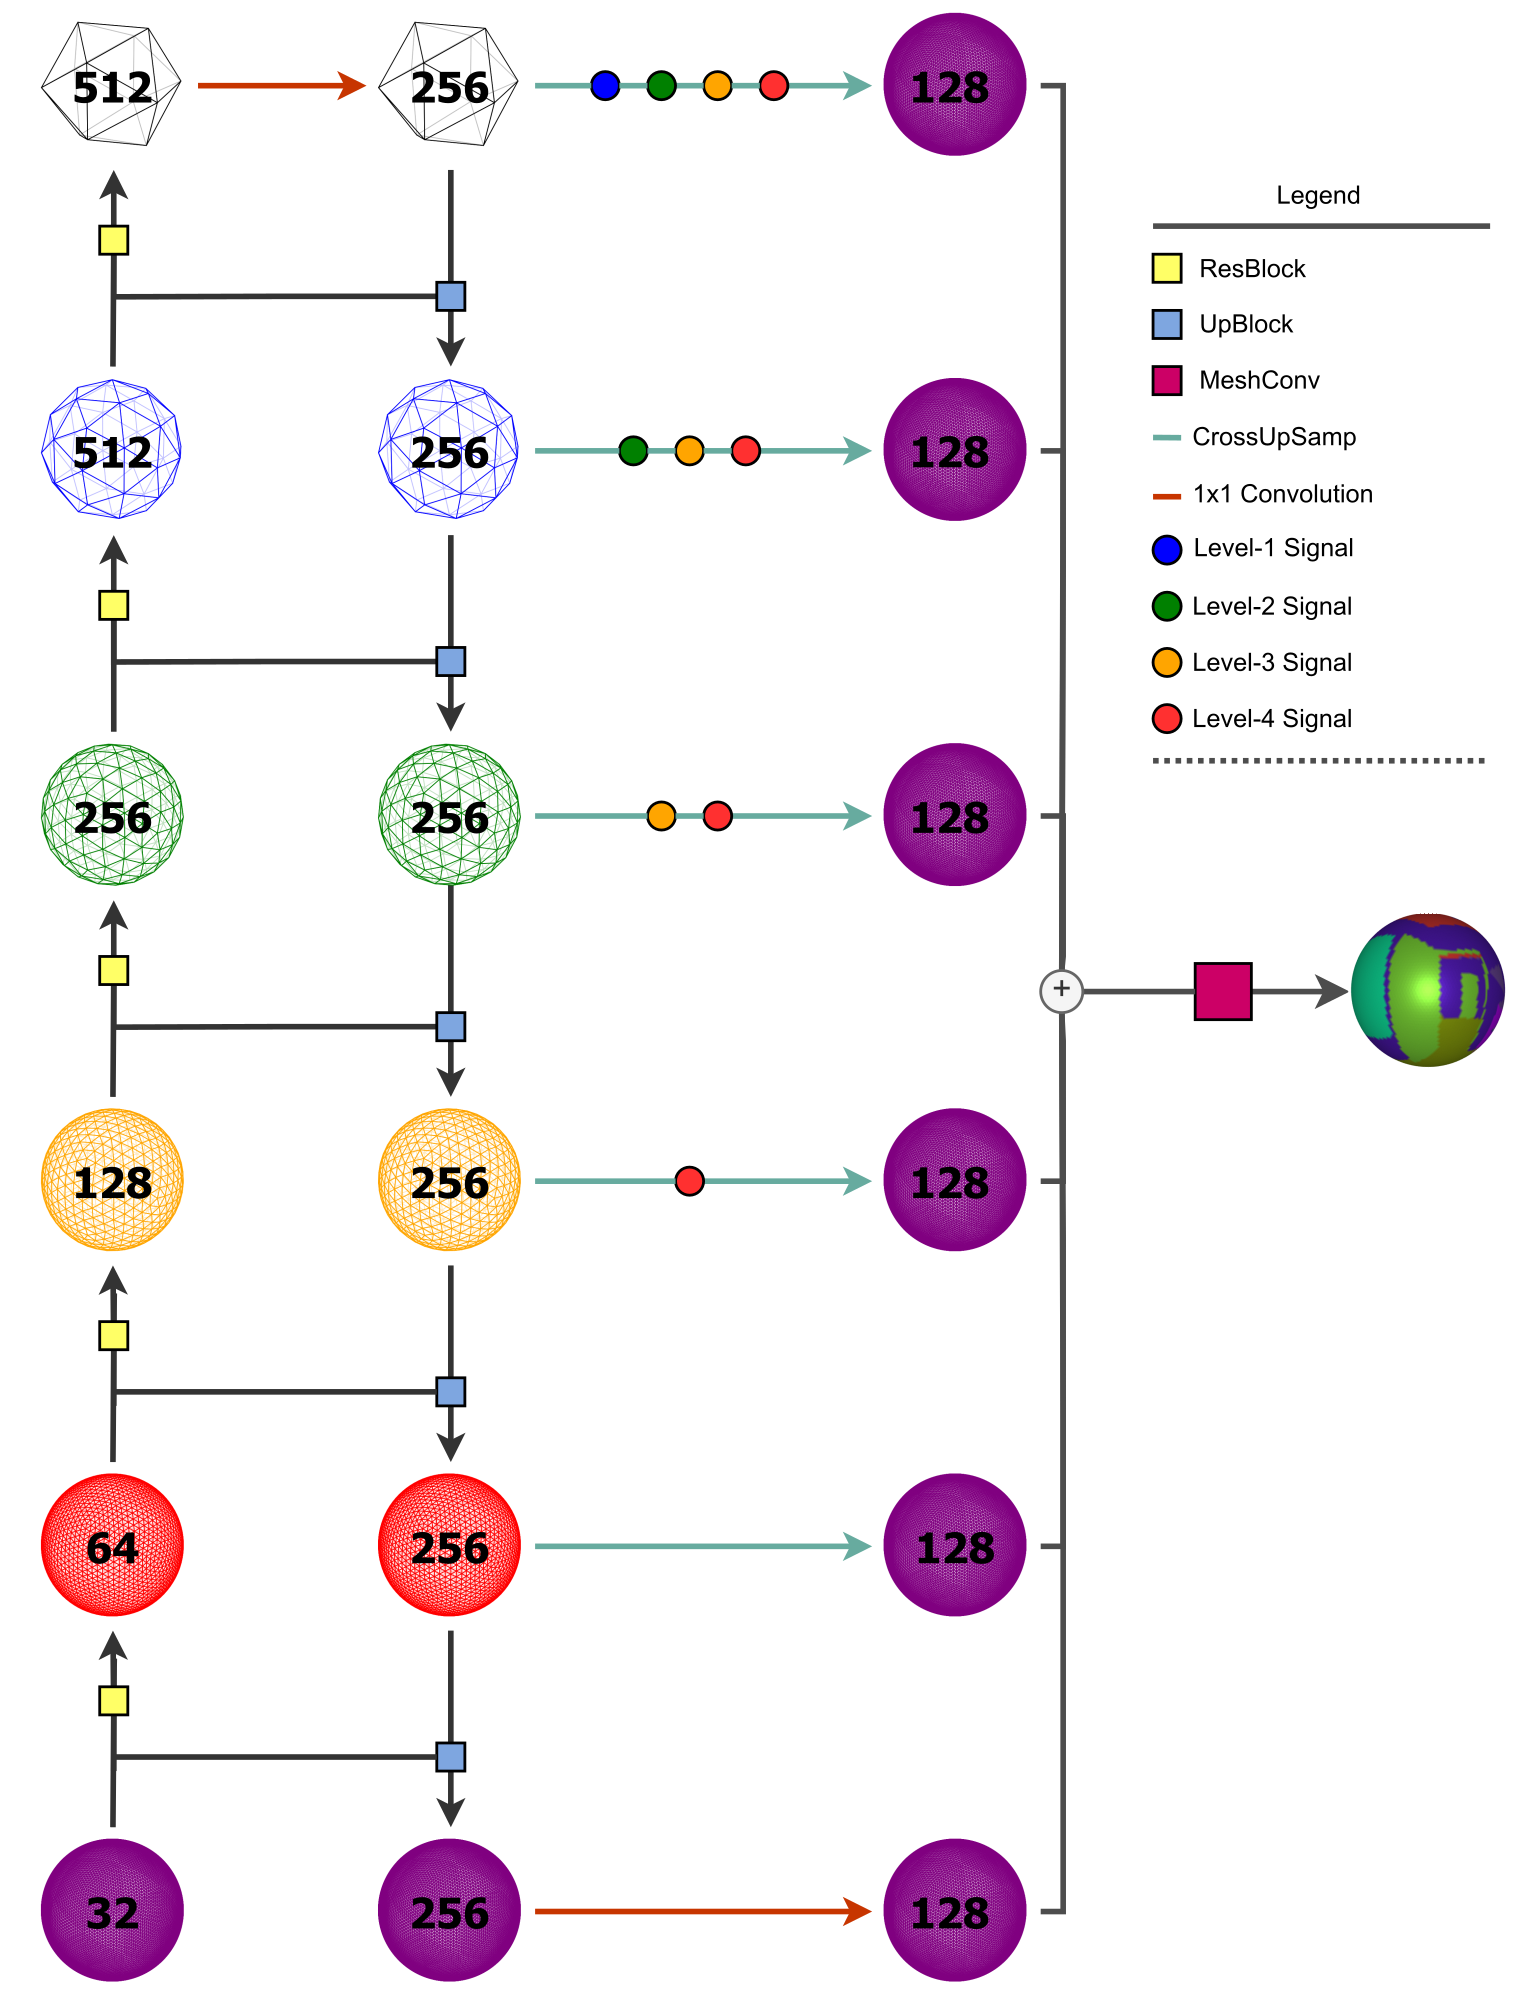 512 256 128
Legend
ResBlock
UpBlock
MeshConv
512 256 128
CrossUpSamp
1x1 Convolution
Level-1 Signal
Level-2 Signal
Level-3 Signal
Level-4 Signal
256 256 128
+
128 256 128
64 256 128
32 256 128